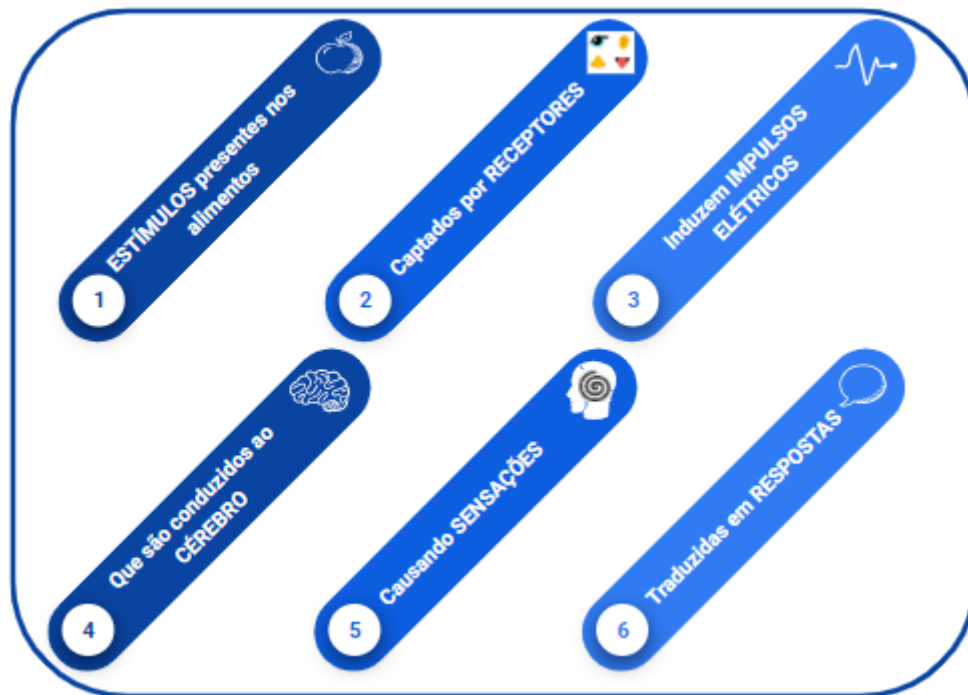 ESTÍMULOS presentes nos
alimentos
1
Captados por RECEPTORES
2
Induzem IMPULSOS
ELÉTRICOS
3
Que são conduzidos ao
CÉREBRO
4
Causando SENSAÇÕES
5
Traduzidas em RESPOSTAS
6